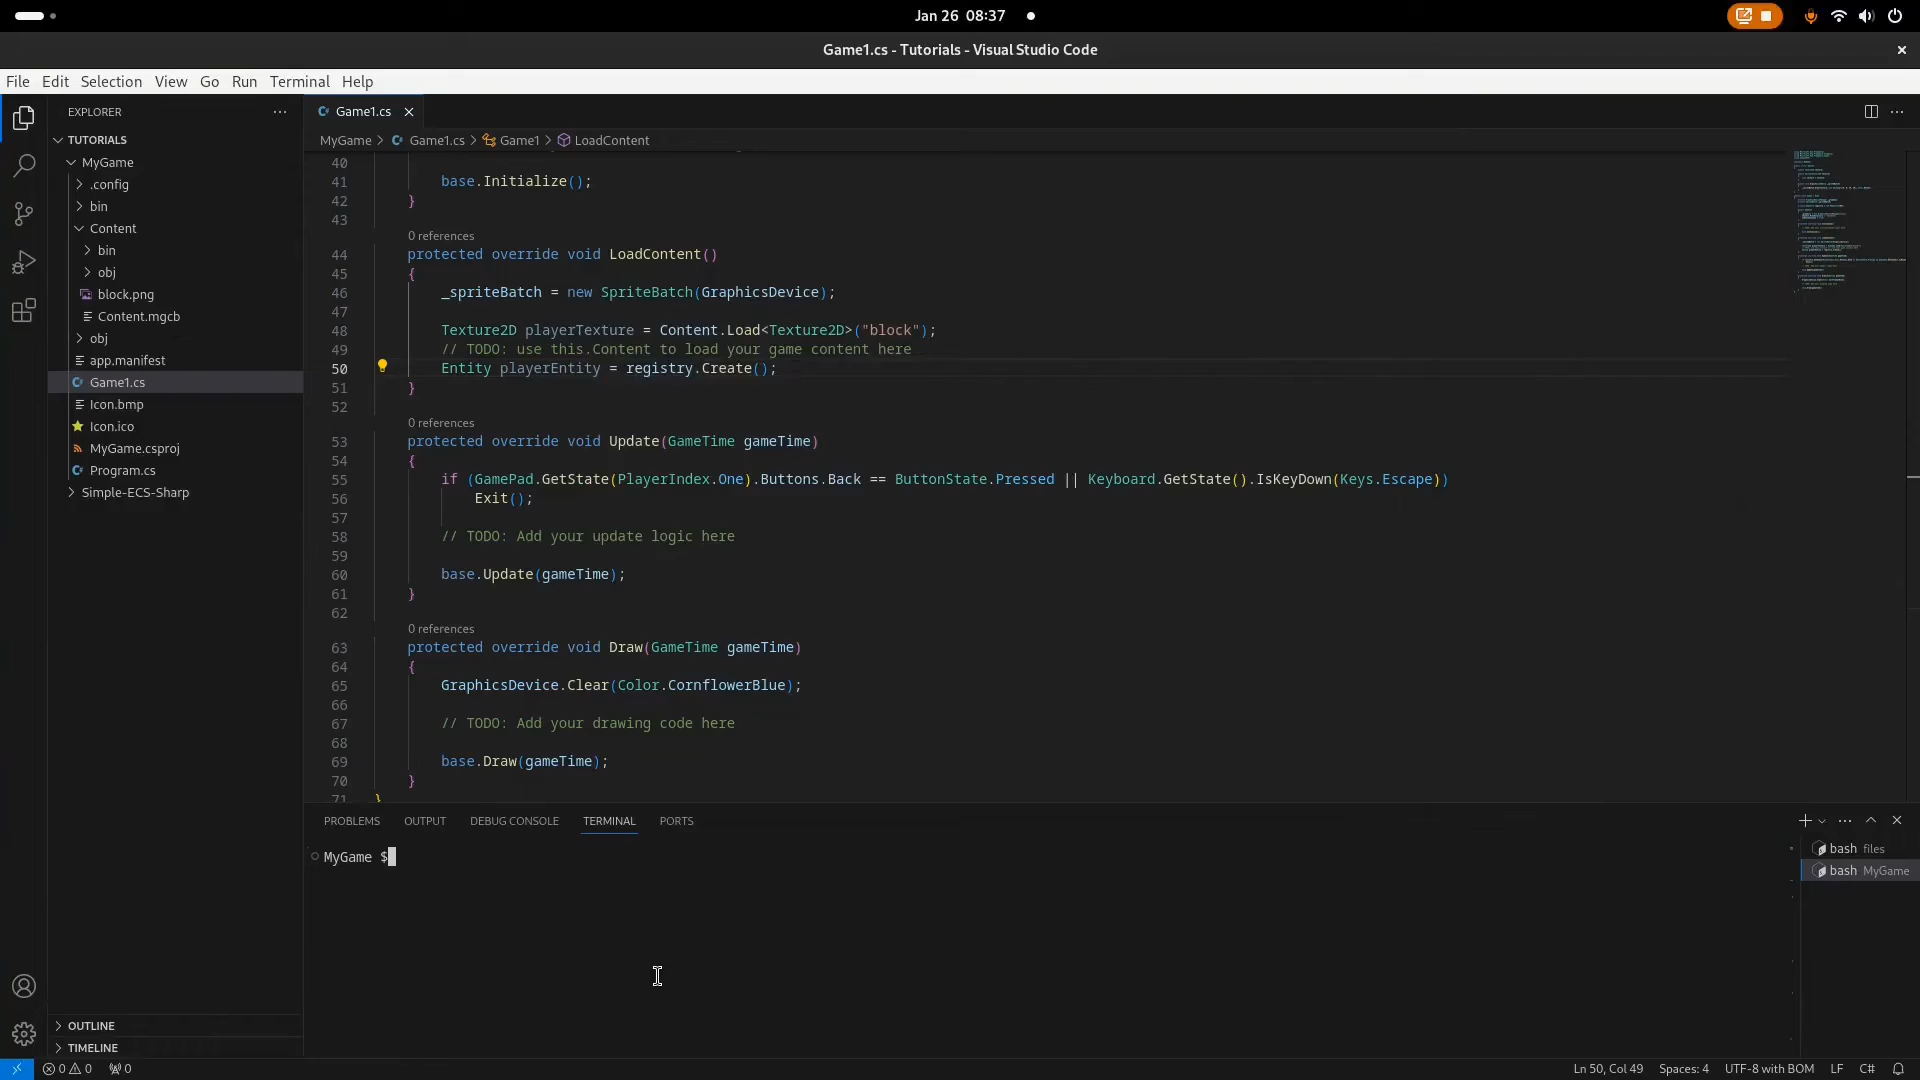 Jan 26 08:37
Game1.cs - Tutorials - Visual Studio Code
File Edit Selection View Go Run Terminal Help
EXPLORER
TUTORIALS
MyGame
.config
bin
Content
bin
obj
block.png
Content.mgcb
obj
app.manifest
Game1.cs
Icon.bmp
Icon.ico
MyGame.csproj
Program.cs
Simple-ECS-Sharp
OUTLINE
TIMELINE
Game1.cs
MyGame > Game1.cs > Game1 > LoadContent
40
41 base.Initialize();
42 }
43
0 references
44 protected override void LoadContent()
45 {
46 _spriteBatch = new SpriteBatch(GraphicsDevice);
47
48 Texture2D playerTexture = Content.Load<Texture2D>("block");
49 // TODO: use this.Content to load your game content here
50 Entity playerEntity = registry.Create();
51 }
52
0 references
53 protected override void Update(GameTime gameTime)
54 {
55 if (GamePad.GetState(PlayerIndex.One).Buttons.Back == ButtonState.Pressed || Keyboard.GetState().IsKeyDown(Keys.Escape))
56 Exit();
57
58 // TODO: Add your update logic here
59
60 base.Update(gameTime);
61 }
62
0 references
63 protected override void Draw(GameTime gameTime)
64 {
65 GraphicsDevice.Clear(Color.CornflowerBlue);
66
67 // TODO: Add your drawing code here
68
69 base.Draw(gameTime);
70 }
71 }
PROBLEMS OUTPUT DEBUG CONSOLE TERMINAL PORTS
MyGame $
bash files
bash MyGame
0 0 0
Ln 50, Col 49 Spaces: 4 UTF-8 with BOM LF C#